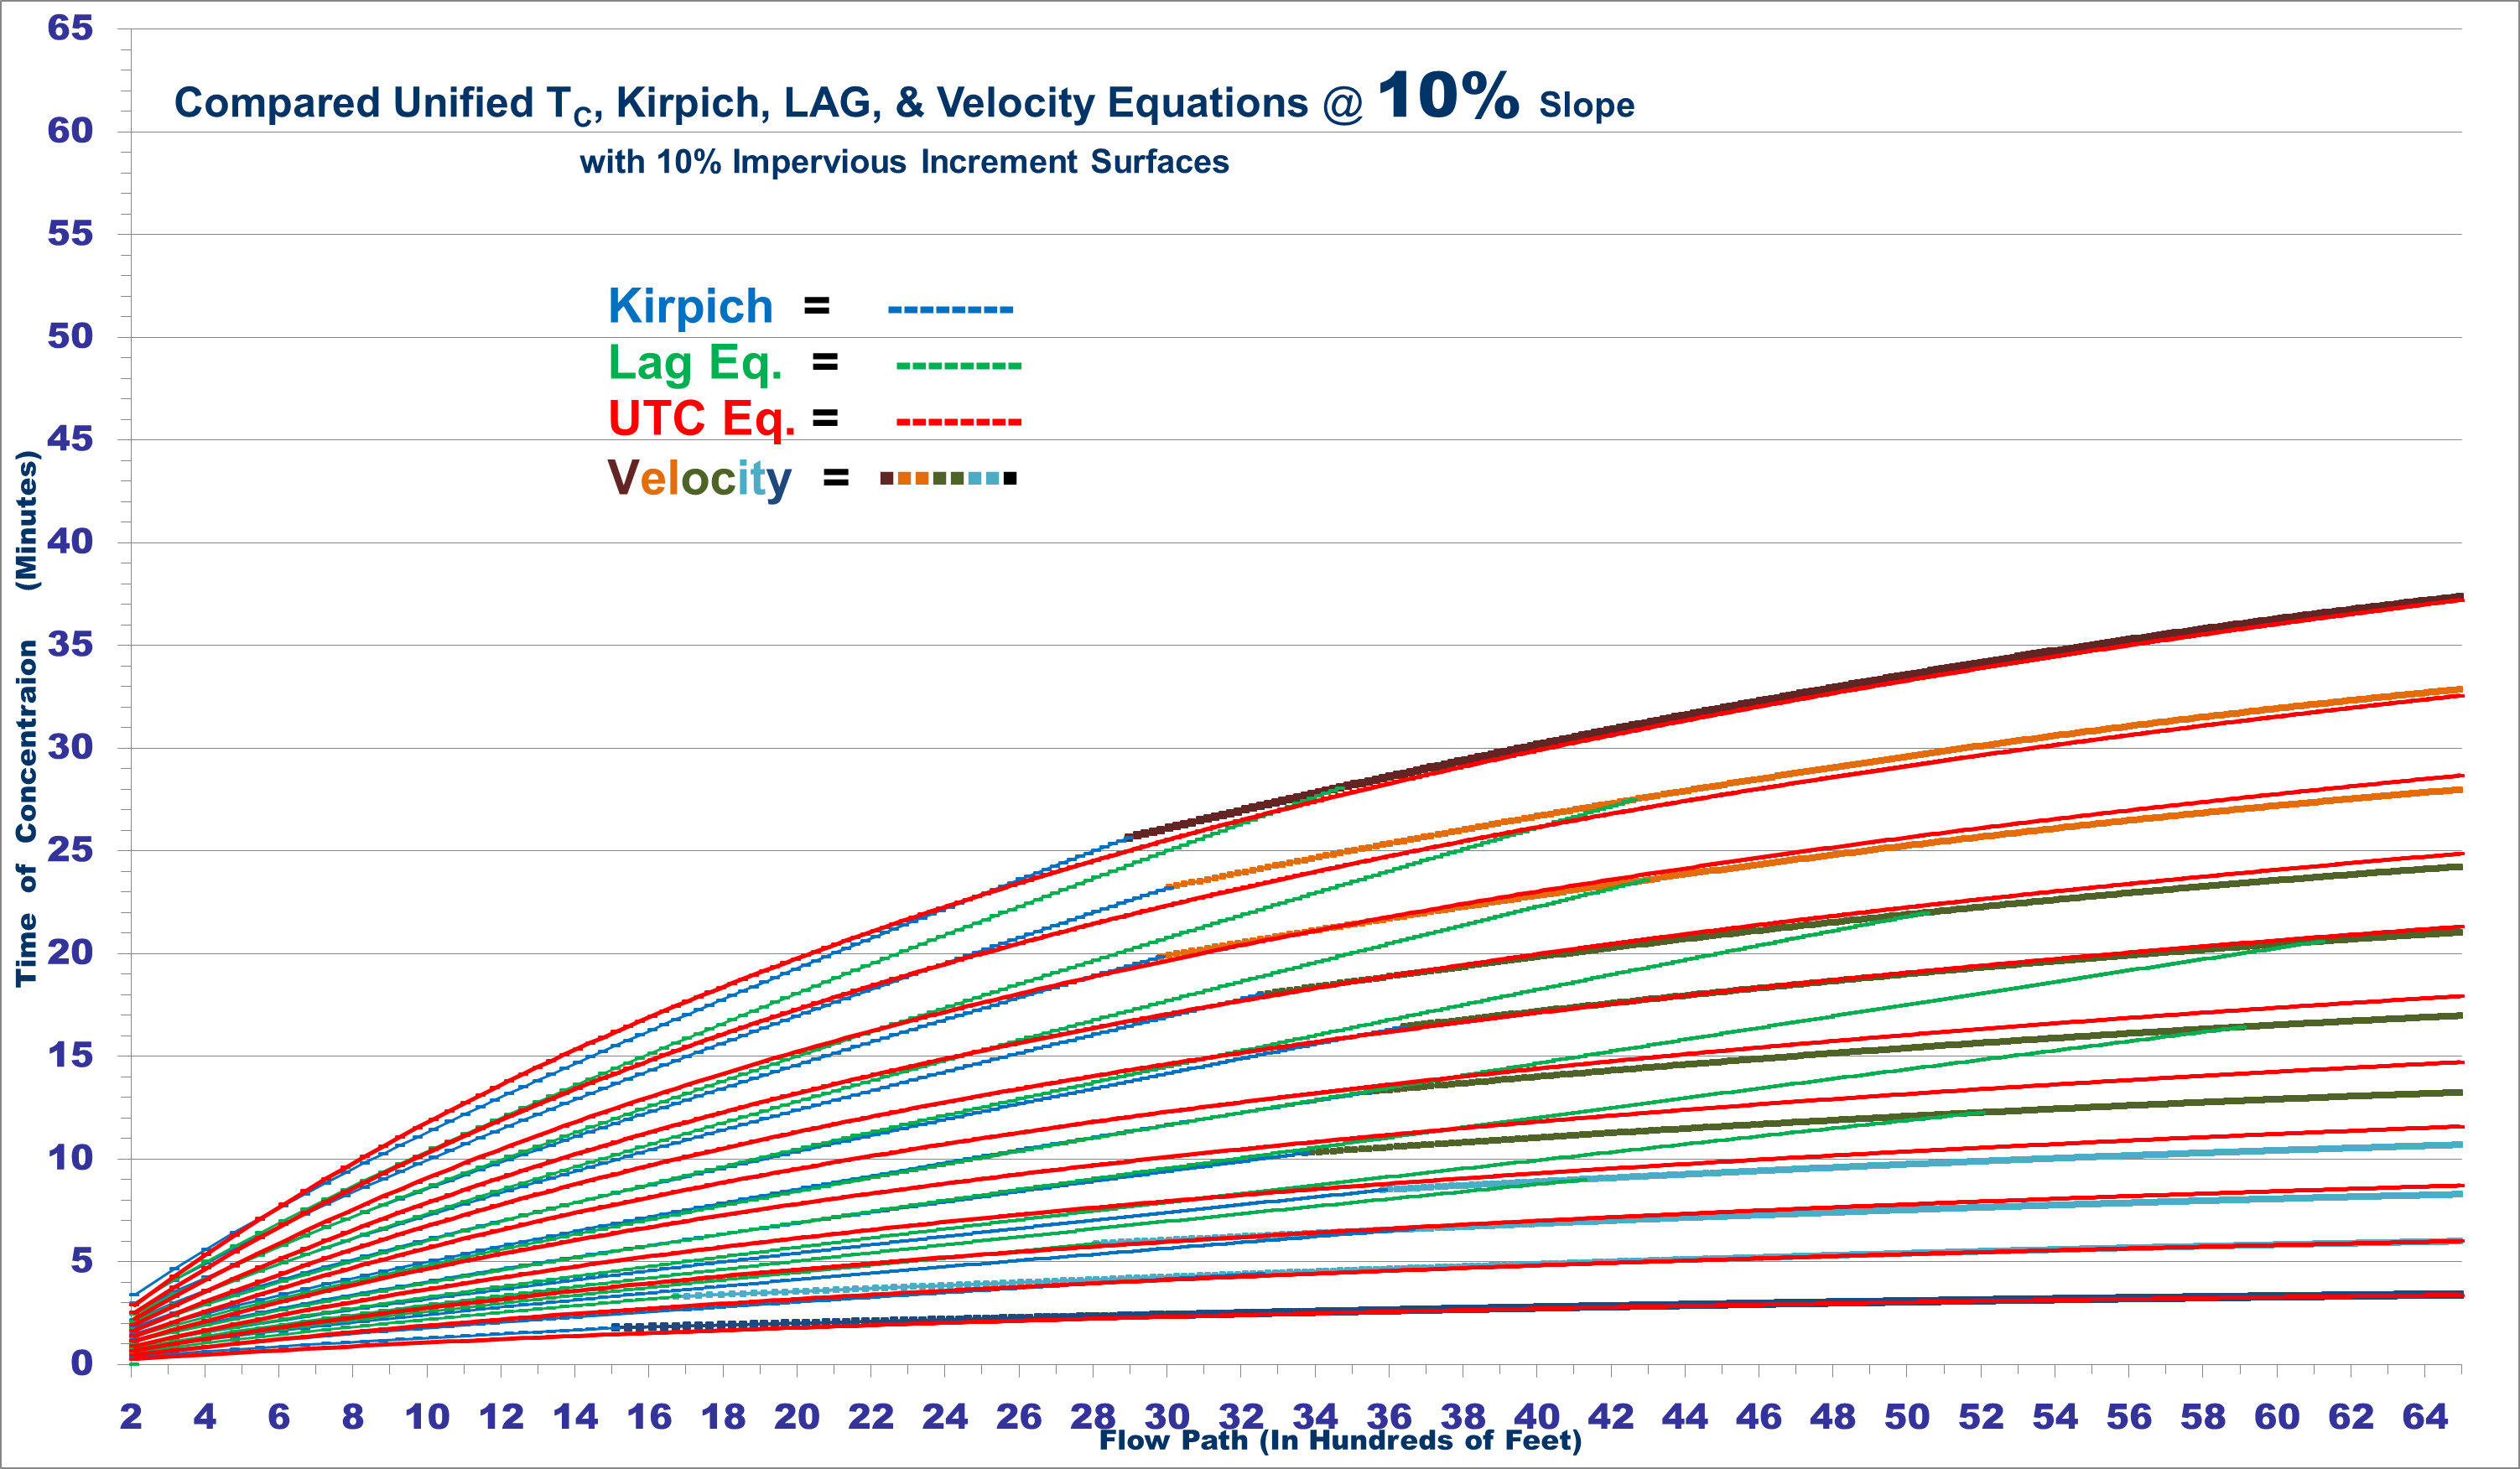 65
60
55
50
45
40
35
30
25
20
15
10
5
0
Compared Unified TC, Kirpich, LAG, & Velocity Equations @ 10% Slope
with 10% Impervious Increment Surfaces
Kirpich = --------
Lag Eq. = --------
UTC Eq. = --------
Velocity = --------
Time of Concentraion (Minutes)
2 4 6 8 10 12 14 16 18 20 22 24 26 28 30 32 34 36 38 40 42 44 46 48 50 52 54 56 58 60 62 64
Flow Path (In Hundreds of Feet)